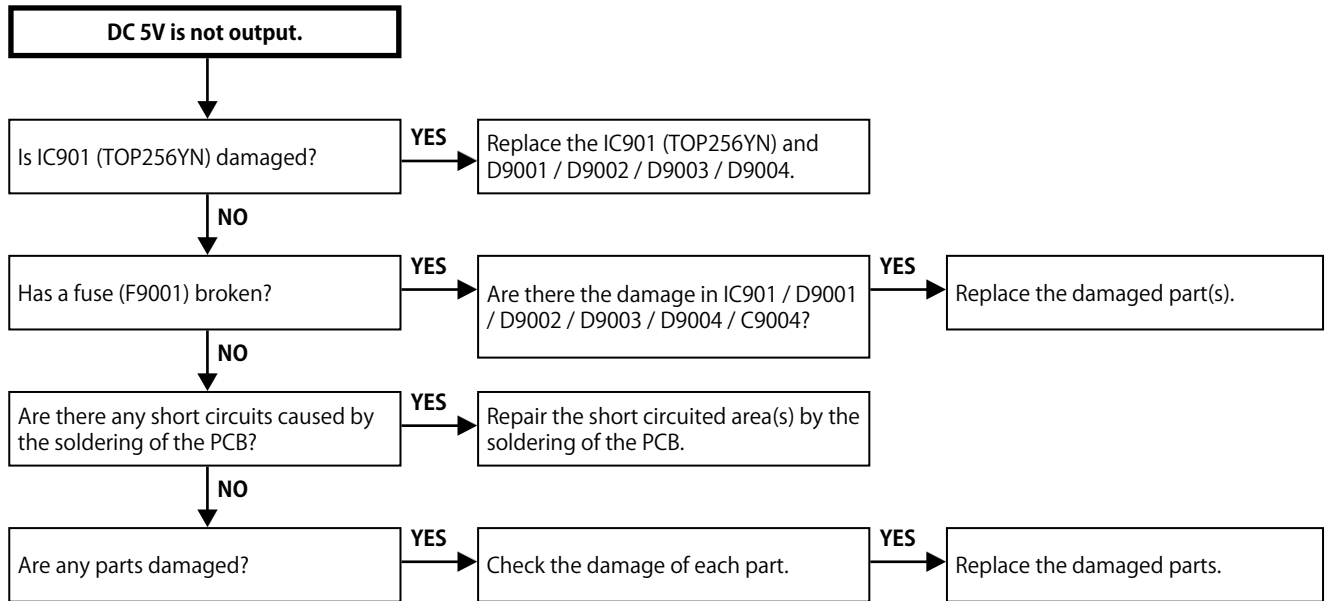 DC 5V is not output.
Is IC901 (TOP256YN) damaged?
YES
Replace the IC901 (TOP256YN) and
D9001 / D9002 / D9003 / D9004.
NO
Has a fuse (F9001) broken?
YES
Are there the damage in IC901 / D9001
/ D9002 / D9003 / D9004 / C9004?
YES
Replace the damaged part(s).
NO
Are there any short circuits caused by
the soldering of the PCB?
YES
Repair the short circuited area(s) by the
soldering of the PCB.
NO
Are any parts damaged?
YES
Check the damage of each part.
YES
Replace the damaged parts.